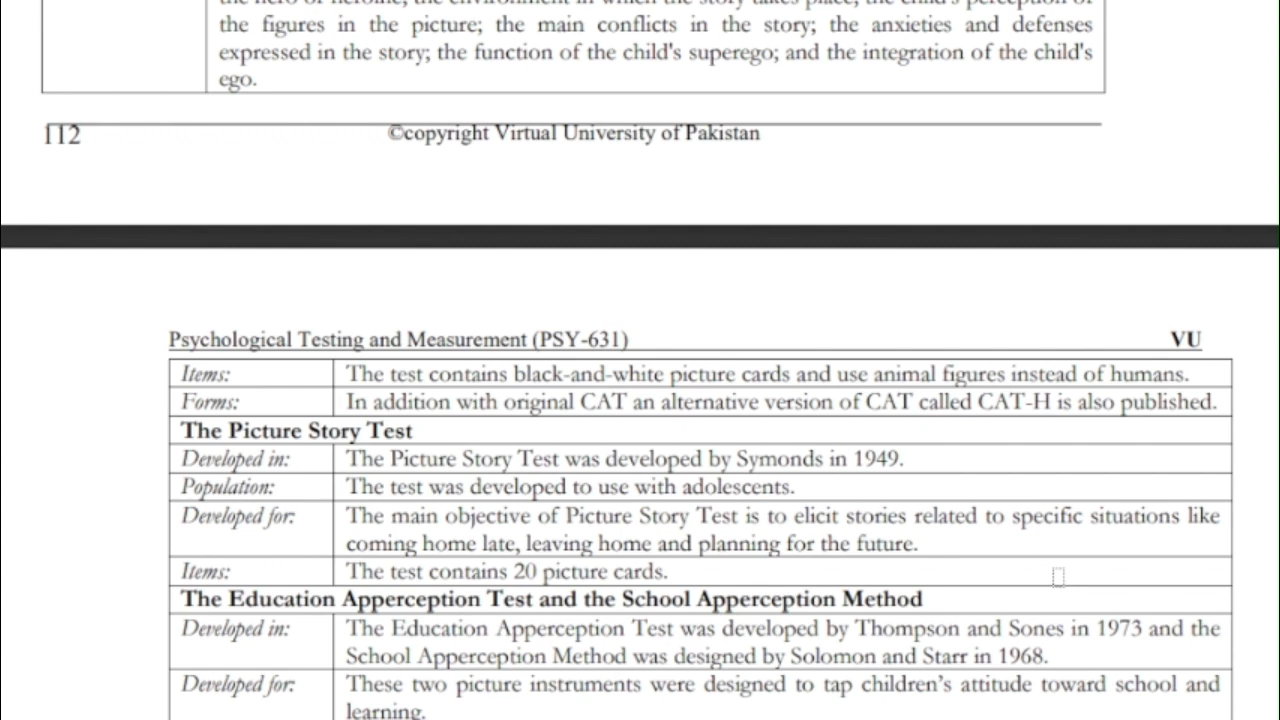 the figures in the picture; the main conflicts in the story; the anxieties and defenses
expressed in the story; the function of the child's superego; and the integration of the child's
ego.
112 ©copyright Virtual University of Pakistan
Psychological Testing and Measurement (PSY-631) VU
Items: The test contains black-and-white picture cards and use animal figures instead of humans.
Forms: In addition with original CAT an alternative version of CAT called CAT-H is also published.
The Picture Story Test
Developed in: The Picture Story Test was developed by Symonds in 1949.
Population: The test was developed to use with adolescents.
Developed for: The main objective of Picture Story Test is to elicit stories related to specific situations like
coming home late, leaving home and planning for the future.
Items: The test contains 20 picture cards.
The Education Apperception Test and the School Apperception Method
Developed in: The Education Apperception Test was developed by Thompson and Sones in 1973 and the
School Apperception Method was designed by Solomon and Starr in 1968.
Developed for: These two picture instruments were designed to tap children's attitude toward school and
learning.